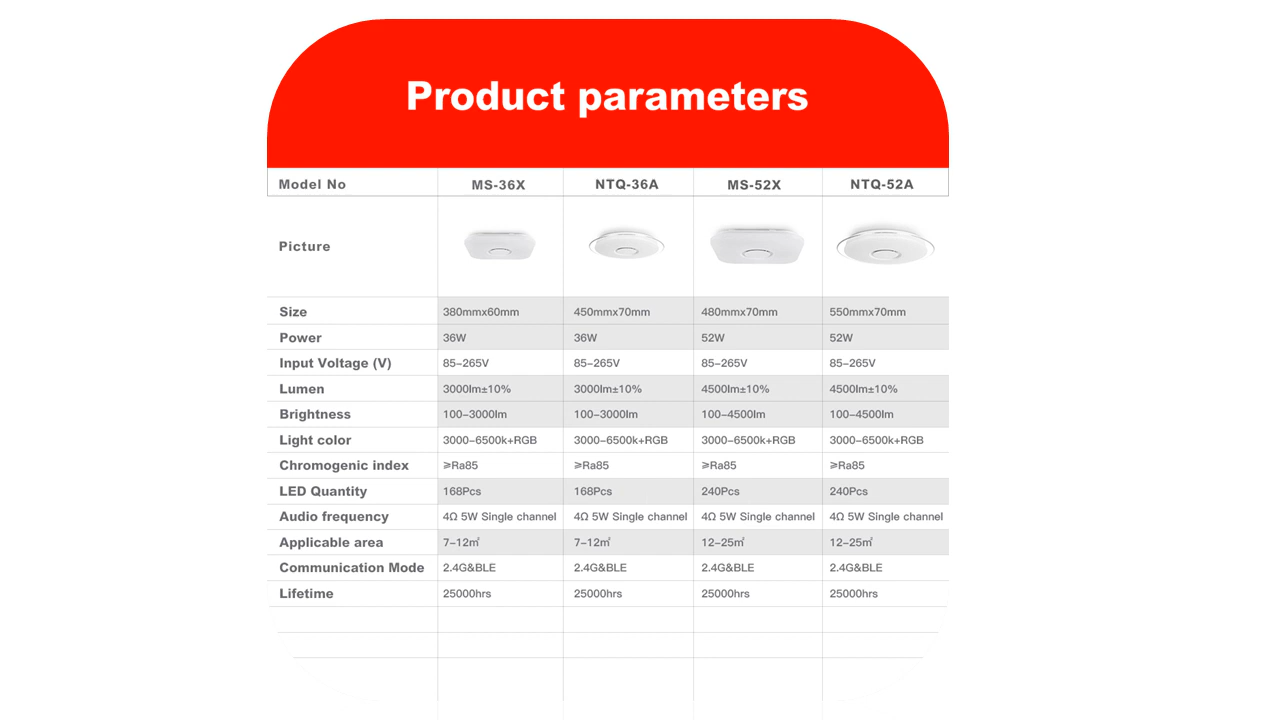 Product parameters
Model No MS-36X NTQ-36A MS-52X NTQ-52A
Picture
Size 380mmx60mm 450mmx70mm 480mmx70mm 550mmx70mm
Power 36W 36W 52W 52W
Input Voltage (V) 85–265V 85–265V 85–265V 85–265V
Lumen 3000lm±10% 3000lm±10% 4500lm±10% 4500lm±10%
Brightness 100–3000lm 100–3000lm 100–4500lm 100–4500lm
Light color 3000–6500k+RGB 3000–6500k+RGB 3000–6500k+RGB 3000–6500k+RGB
Chromogenic index ⩾Ra85 ⩾Ra85 ⩾Ra85 ⩾Ra85
LED Quantity 168Pcs 168Pcs 240Pcs 240Pcs
Audio frequency 4Ω 5W Single channel 4Ω 5W Single channel 4Ω 5W Single channel 4Ω 5W Single channel
Applicable area 7–12㎡ 7–12㎡ 12–25㎡ 12–25㎡
Communication Mode 2.4G&BLE 2.4G&BLE 2.4G&BLE 2.4G&BLE
Lifetime 25000hrs 25000hrs 25000hrs 25000hrs